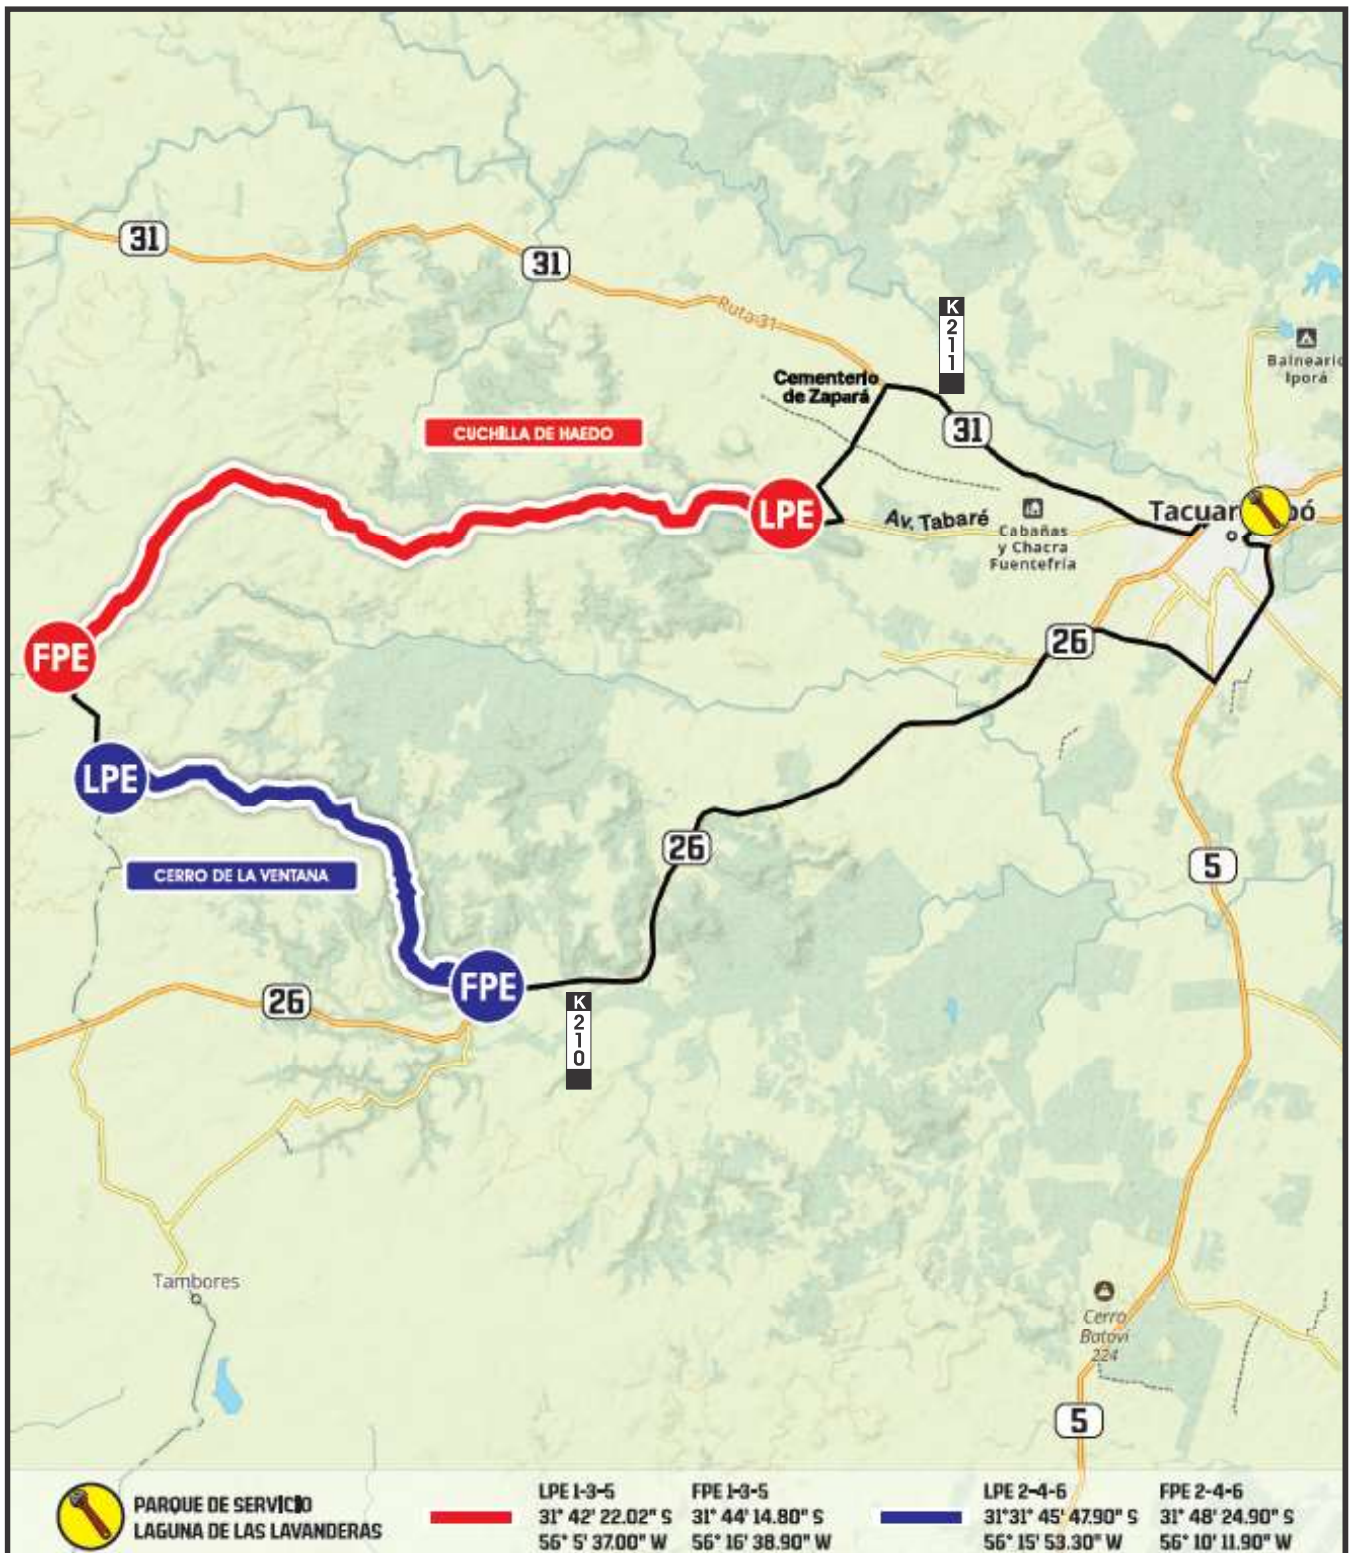 31
31
Ruta 31
K
2
1
1
Balneario
Iporá
Cementerio
de Zapará
CUCHILLA DE HAEDO
31
LPE
Av. Tabaré
Cabañas
y Chacra
Fuentefría
FPE
26
LPE
26
5
CERRO DE LA VENTANA
FPE
26
K
2
1
0
Tambores
Cerro
Batoví
224
5
PARQUE DE SERVICIO
LAGUNA DE LAS LAVANDERAS
LPE 1-3-5
31° 42' 22.02" S
56° 5' 37.00" W
FPE 1-3-5
31° 44' 14.80" S
56° 16' 38.90" W
LPE 2-4-6
31°31° 45' 47.90" S
56° 15' 53.30" W
FPE 2-4-6
31° 48' 24.90" S
56° 10' 11.90" W